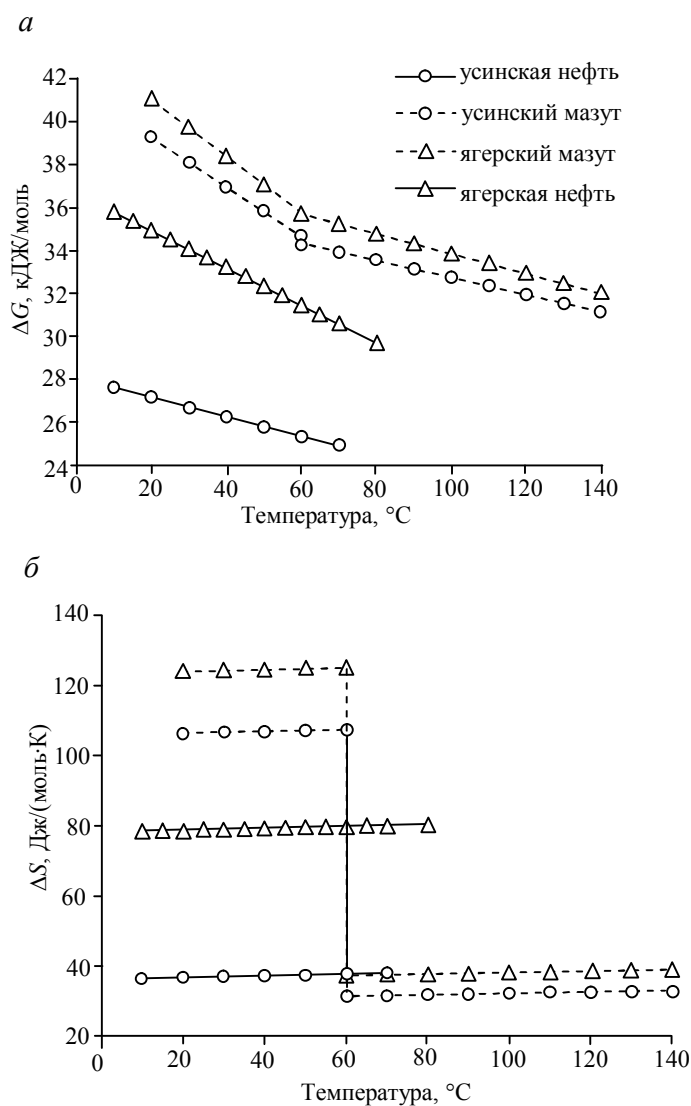 а
42
40
38
36
34
32
30
28
26
24
ΔG, кДЖ/моль
усинская нефть
усинский мазут
ягерский мазут
ягерская нефть
0 20 40 60 80 100 120 140
Температура, °С
б
140
120
100
80
60
40
20
ΔS, Дж/(моль·К)
0 20 40 60 80 100 120 140
Температура, °С